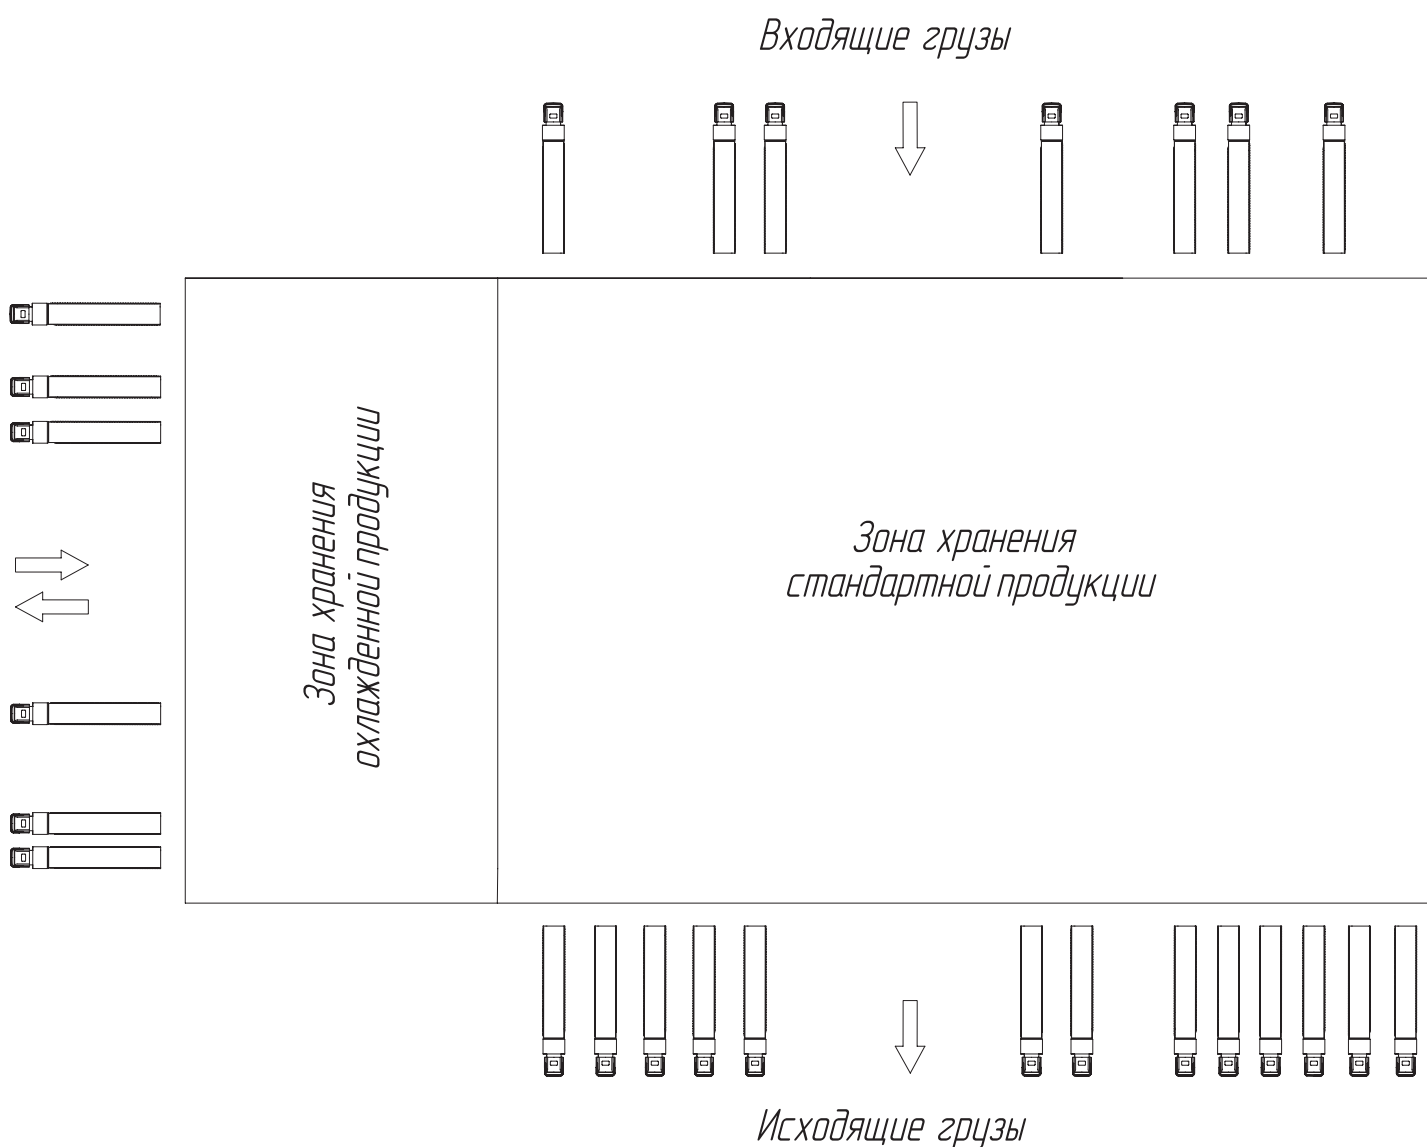 Входящие грузы
Зона хранения
охлажденной продукции
Зона хранения
стандартной продукции
Исходящие грузы